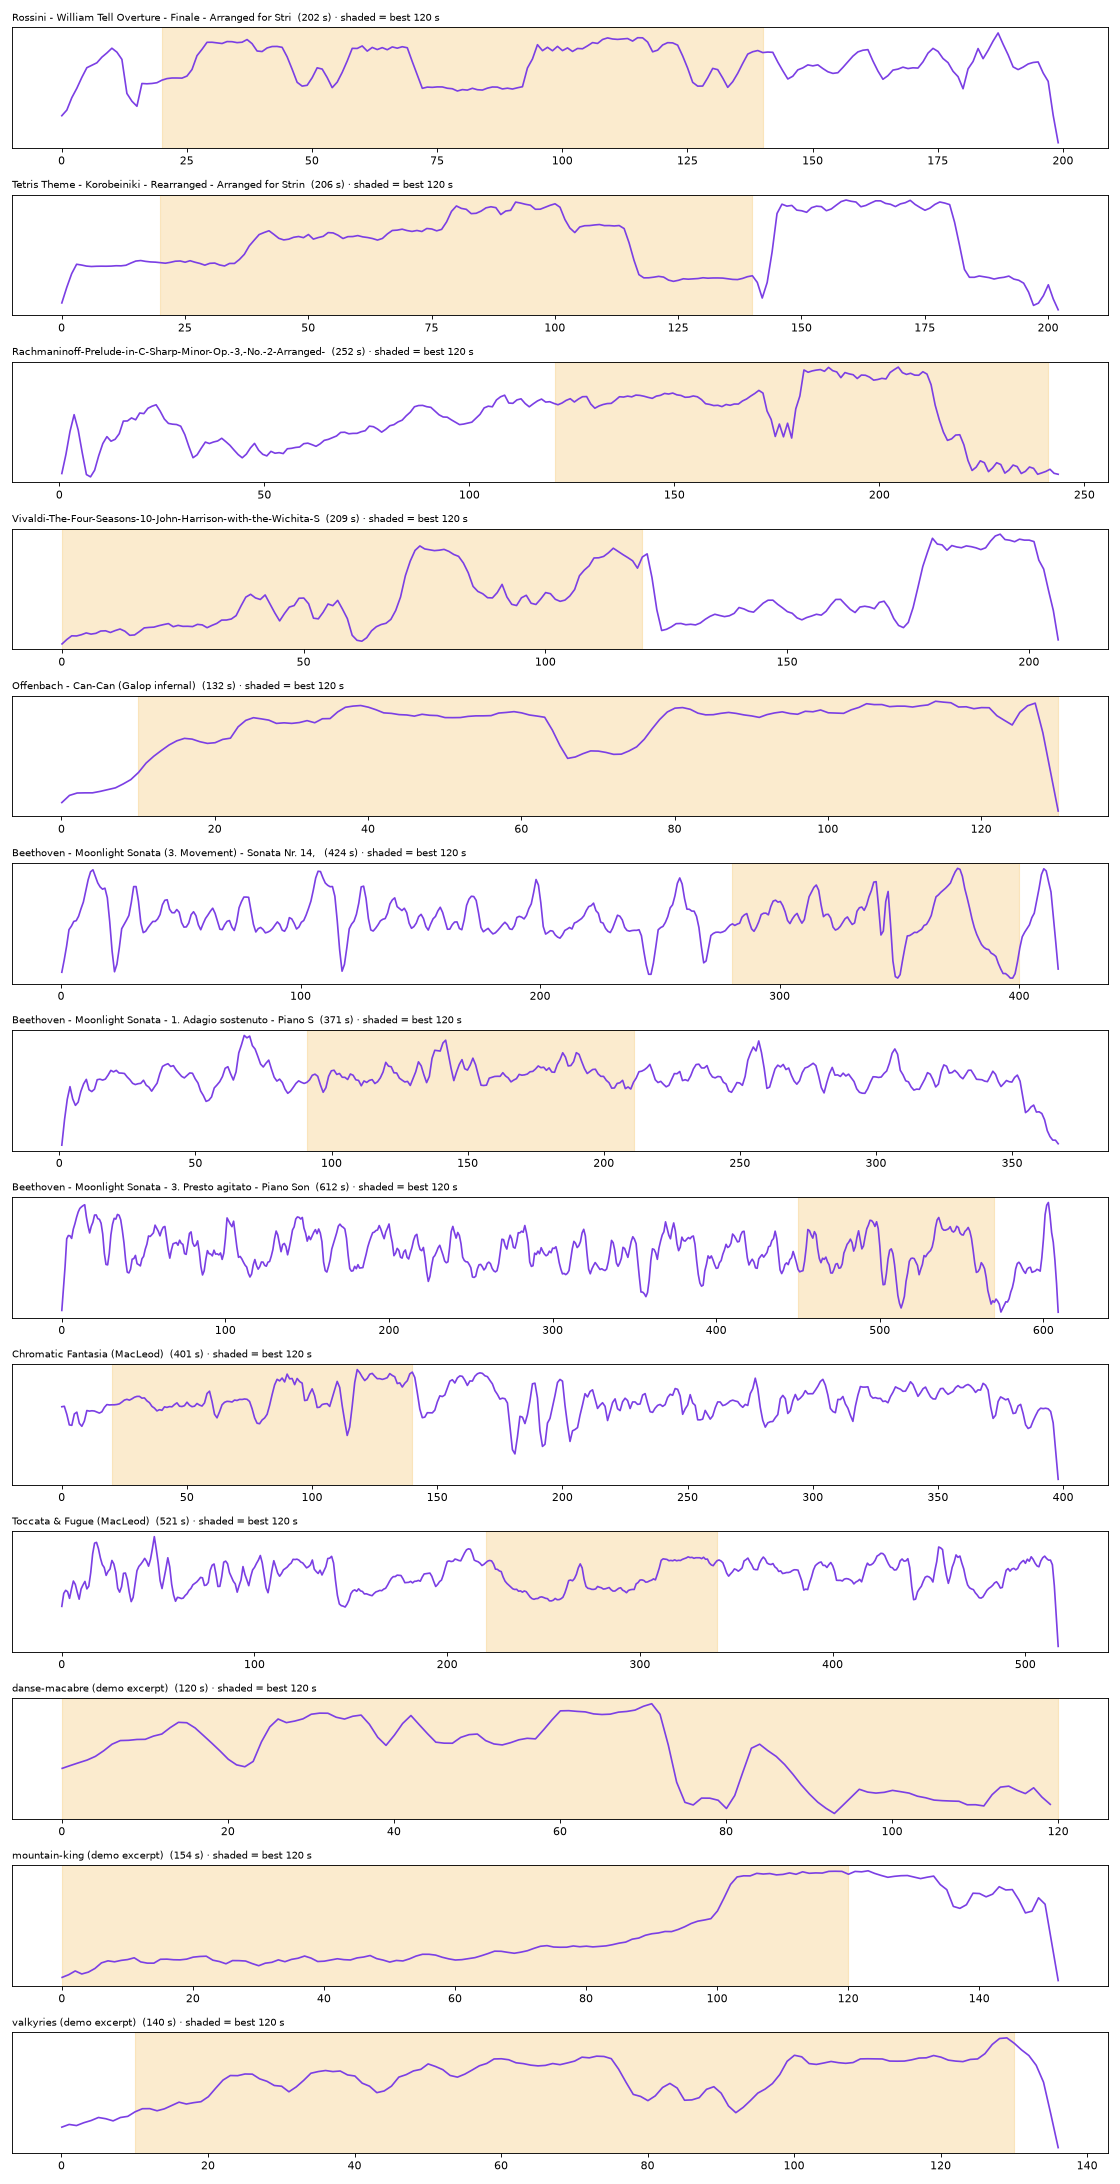 Rossini - William Tell Overture - Finale - Arranged for Stri  (202 s) · shaded = best 120 s
0 25 50 75 100 125 150 175 200
Tetris Theme - Korobeiniki - Rearranged - Arranged for Strin  (206 s) · shaded = best 120 s
0 25 50 75 100 125 150 175 200
Rachmaninoff-Prelude-in-C-Sharp-Minor-Op.-3,-No.-2-Arranged-  (252 s) · shaded = best 120 s
0 50 100 150 200 250
Vivaldi-The-Four-Seasons-10-John-Harrison-with-the-Wichita-S  (209 s) · shaded = best 120 s
0 50 100 150 200
Offenbach - Can-Can (Galop infernal)  (132 s) · shaded = best 120 s
0 20 40 60 80 100 120
Beethoven - Moonlight Sonata (3. Movement) - Sonata Nr. 14,   (424 s) · shaded = best 120 s
0 100 200 300 400
Beethoven - Moonlight Sonata - 1. Adagio sostenuto - Piano S  (371 s) · shaded = best 120 s
0 50 100 150 200 250 300 350
Beethoven - Moonlight Sonata - 3. Presto agitato - Piano Son  (612 s) · shaded = best 120 s
0 100 200 300 400 500 600
Chromatic Fantasia (MacLeod)  (401 s) · shaded = best 120 s
0 50 100 150 200 250 300 350 400
Toccata & Fugue (MacLeod)  (521 s) · shaded = best 120 s
0 100 200 300 400 500
danse-macabre (demo excerpt)  (120 s) · shaded = best 120 s
0 20 40 60 80 100 120
mountain-king (demo excerpt)  (154 s) · shaded = best 120 s
0 20 40 60 80 100 120 140
valkyries (demo excerpt)  (140 s) · shaded = best 120 s
0 20 40 60 80 100 120 140